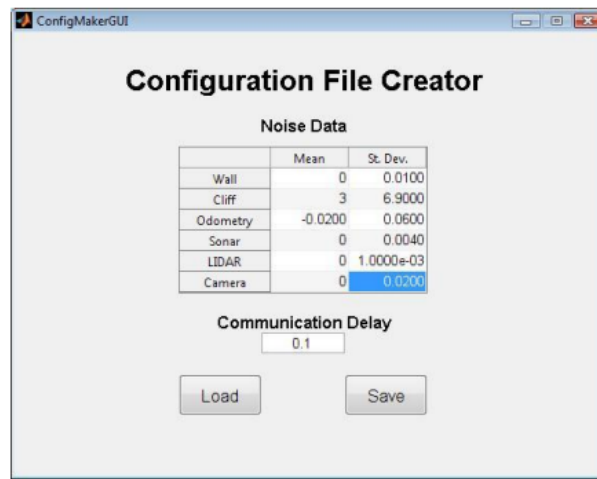 ConfigMakerGUI
Configuration File Creator
Noise Data
Mean St. Dev.
Wall 0 0.0100
Cliff 3 6.9000
Odometry -0.0200 0.0600
Sonar 0 0.0040
LIDAR 0 1.0000e-03
Camera 0 0.0200
Communication Delay
0.1
Load Save